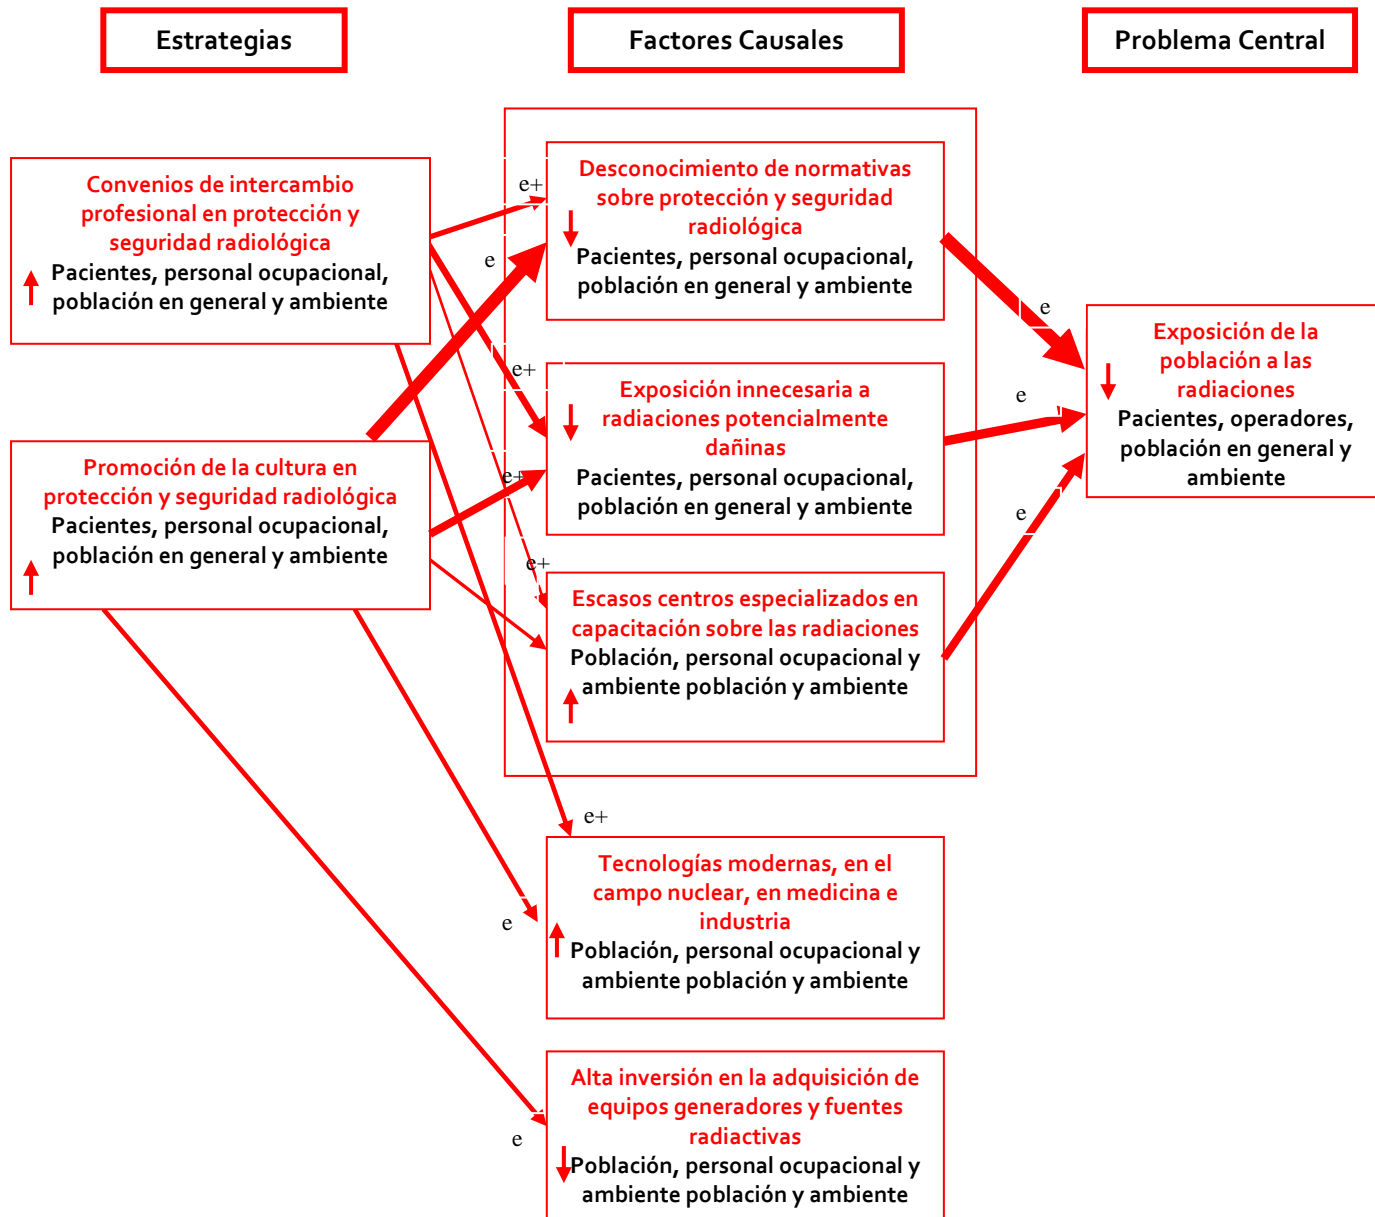 Estrategias
Factores Causales
Problema Central
Convenios de intercambio
profesional en protección y
seguridad radiológica
Pacientes, personal ocupacional,
población en general y ambiente
Promoción de la cultura en
protección y seguridad radiológica
Pacientes, personal ocupacional,
población en general y ambiente
e+
e
e+
e+
e+
e+
e
e
Desconocimiento de normativas
sobre protección y seguridad
radiológica
Pacientes, personal ocupacional,
población en general y ambiente
Exposición innecesaria a
radiaciones potencialmente
dañinas
Pacientes, personal ocupacional,
población en general y ambiente
Escasos centros especializados en
capacitación sobre las radiaciones
Población, personal ocupacional y
ambiente población y ambiente
Tecnologías modernas, en el
campo nuclear, en medicina e
industria
Población, personal ocupacional y
ambiente población y ambiente
Alta inversión en la adquisición de
equipos generadores y fuentes
radiactivas
Población, personal ocupacional y
ambiente población y ambiente
e
e
e
Exposición de la
población a las
radiaciones
Pacientes, operadores,
población en general y
ambiente